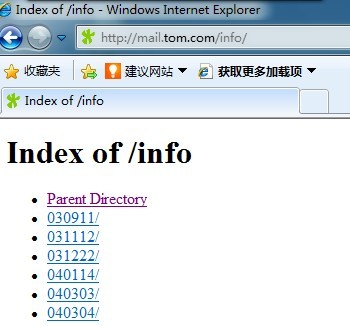 Index of /info - Windows Internet Explorer
http://mail.tom.com/info/
收藏夹 建议网站 获取更多加载项
Index of /info
Index of /info
Parent Directory
030911/
031112/
031222/
040114/
040303/
040304/